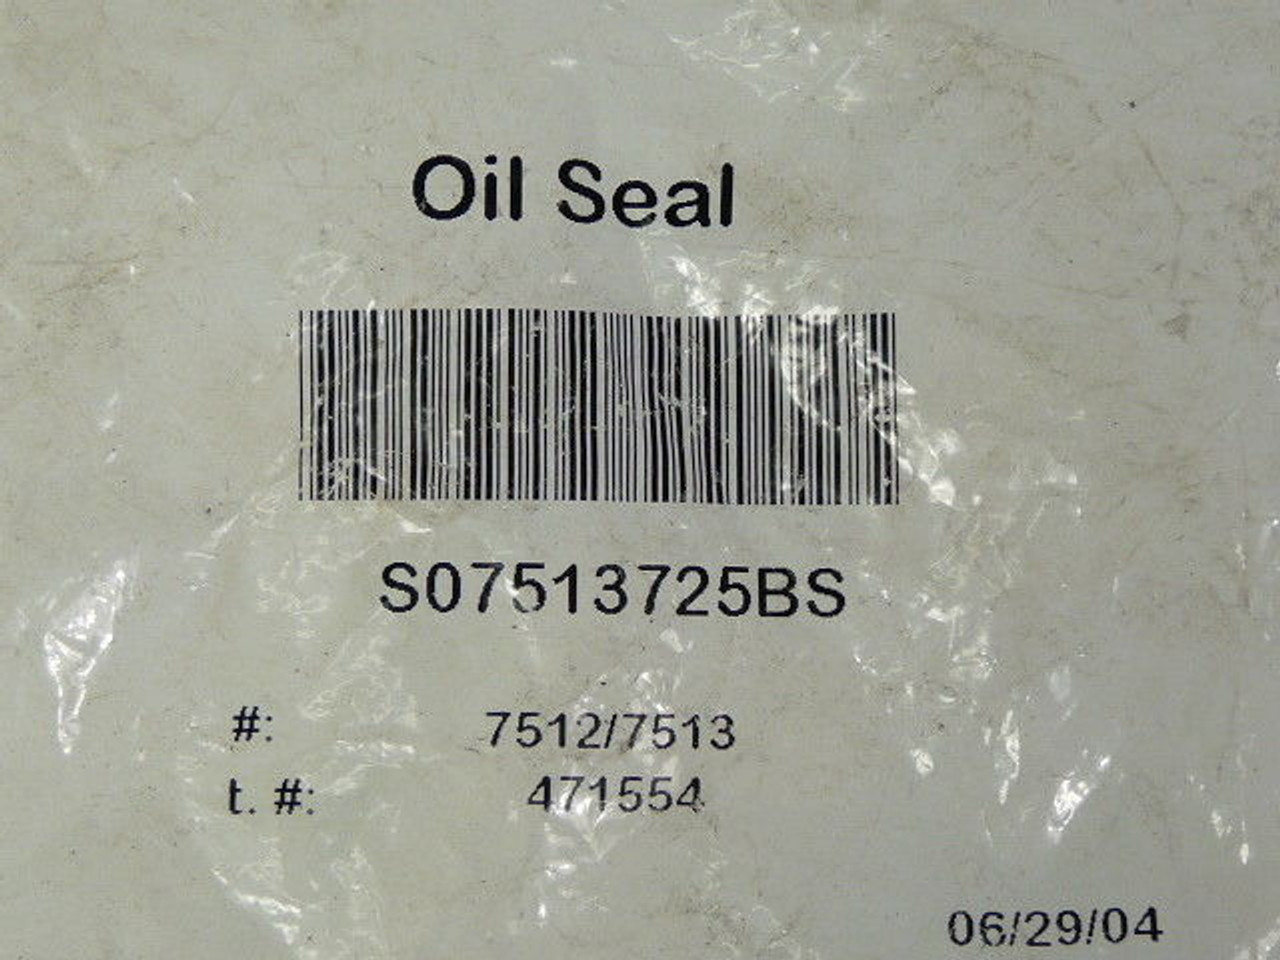 Oil Seal
S07513725BS
#: 7512/7513
t. #: 471554
06/29/04